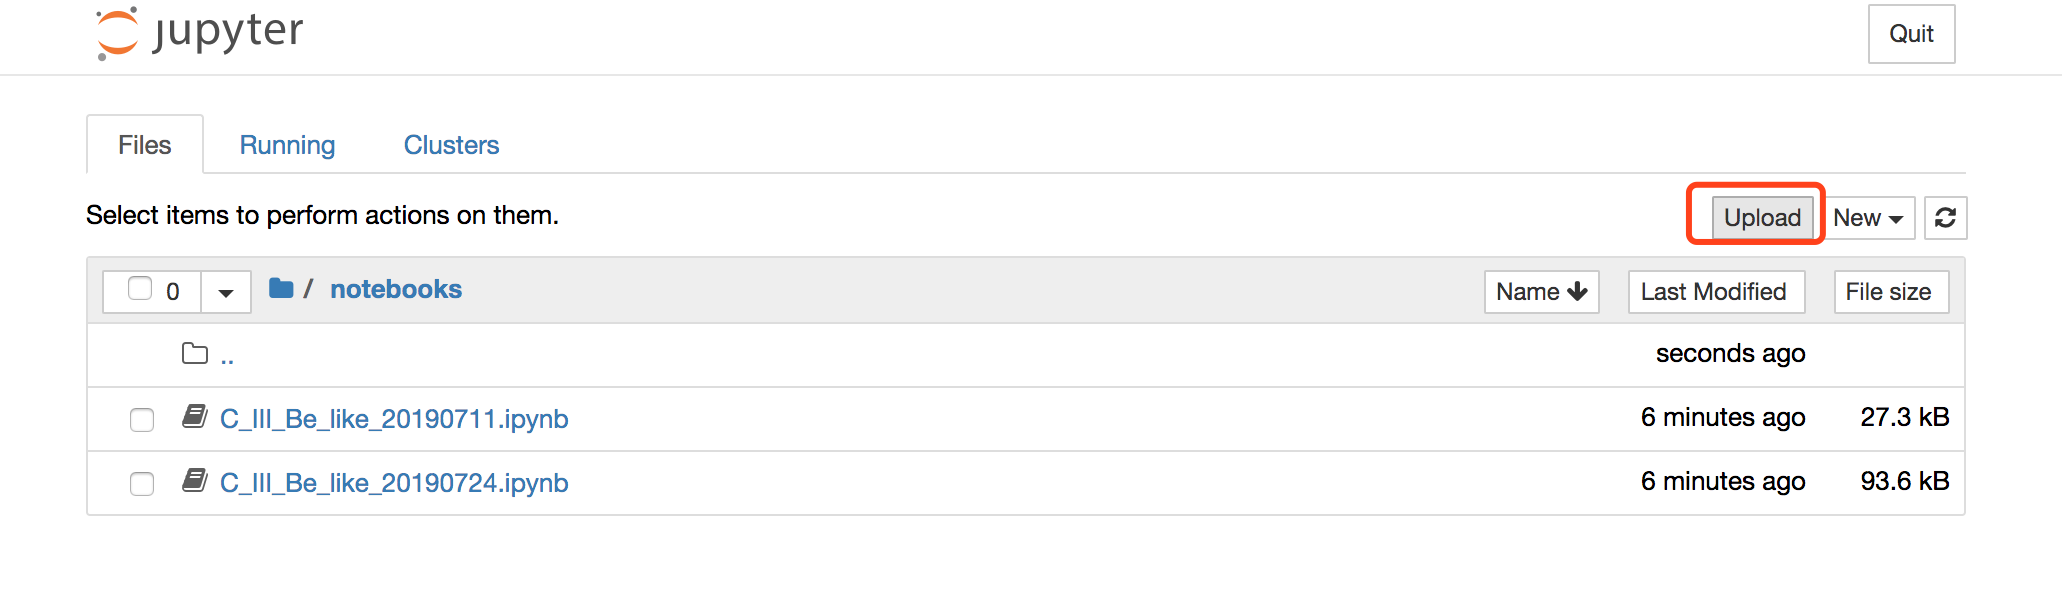 jupyter
Quit
Files Running Clusters
Select items to perform actions on them.
Upload New
0 / notebooks Name Last Modified File size
.. seconds ago
C_III_Be_like_20190711.ipynb 6 minutes ago 27.3 kB
C_III_Be_like_20190724.ipynb 6 minutes ago 93.6 kB